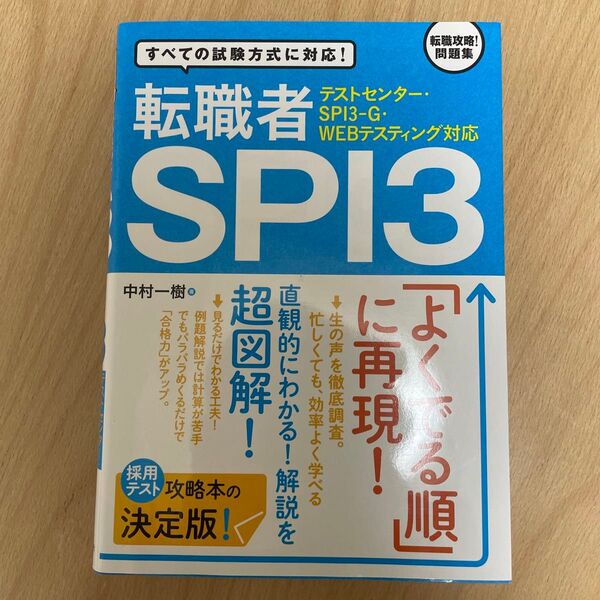 すべての試験方式に対応!
転職攻略!
問題集
転職者
テストセンター・
SPI3-G・
WEBテスティング対応
SPI3
中村一樹 著
「よくでる順」
に再現!
→生の声を徹底調査。
忙しくても、効率よく学べる
直観的にわかる!解説を
超図解!
→見るだけでわかる工夫!
例題解説では計算が苦手
でもパラパラめくるだけで
「合格力」がアップ。
採用
テスト
攻略本の
決定版!